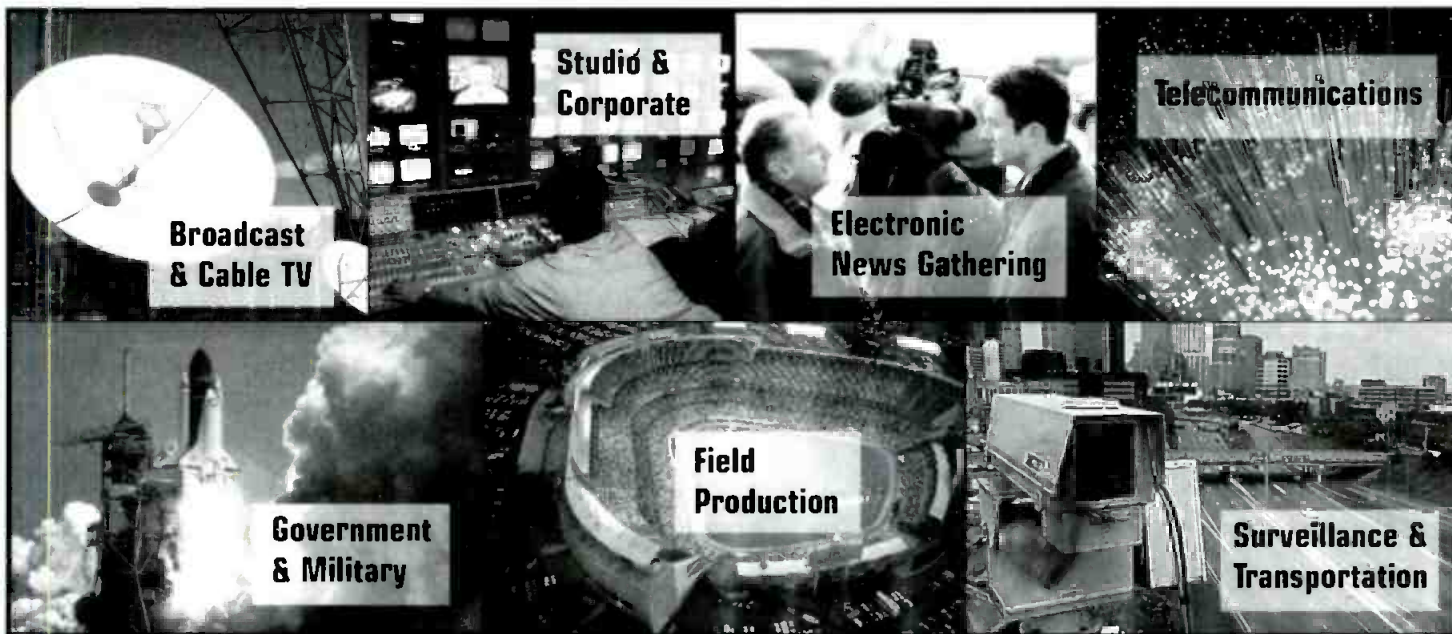 Broadcast
& Cable TV
Studio &
Corporate
Electronic
News Gathering
Telecommunications
Government
& Military
Field
Production
Surveillance &
Transportation